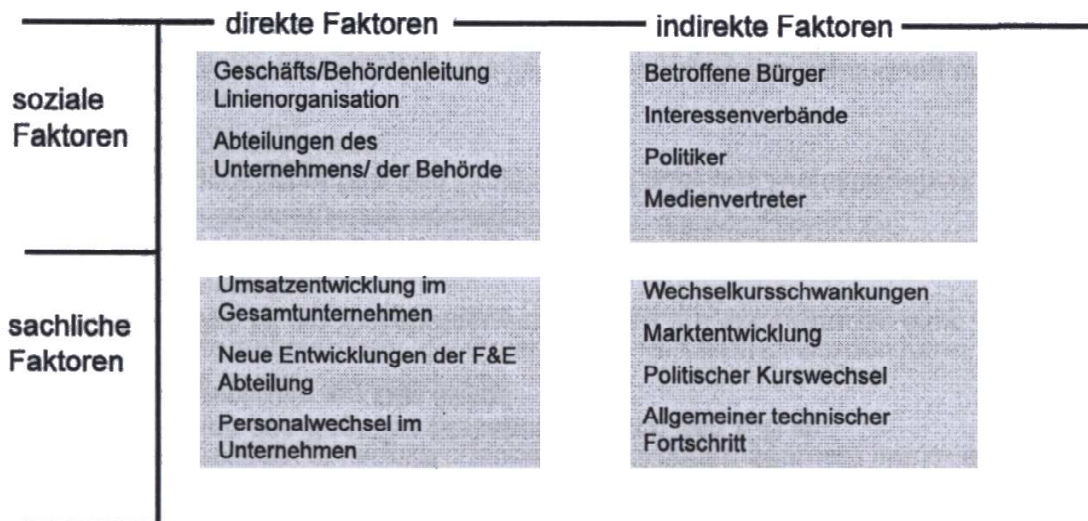 direkte Faktoren
indirekte Faktoren
soziale
Faktoren
Geschäfts/Behördenleitung
Linienorganisation
Abteilungen des
Unternehmens/ der Behörde
Betroffene Bürger
Interessenverbände
Politiker
Medienvertreter
sachliche
Faktoren
Umsatzentwicklung im
Gesamtunternehmen
Neue Entwicklungen der F&E
Abteilung
Personalwechsel im
Unternehmen
Wechselkursschwankungen
Marktentwicklung
Politischer Kurswechsel
Allgemeiner technischer
Fortschritt